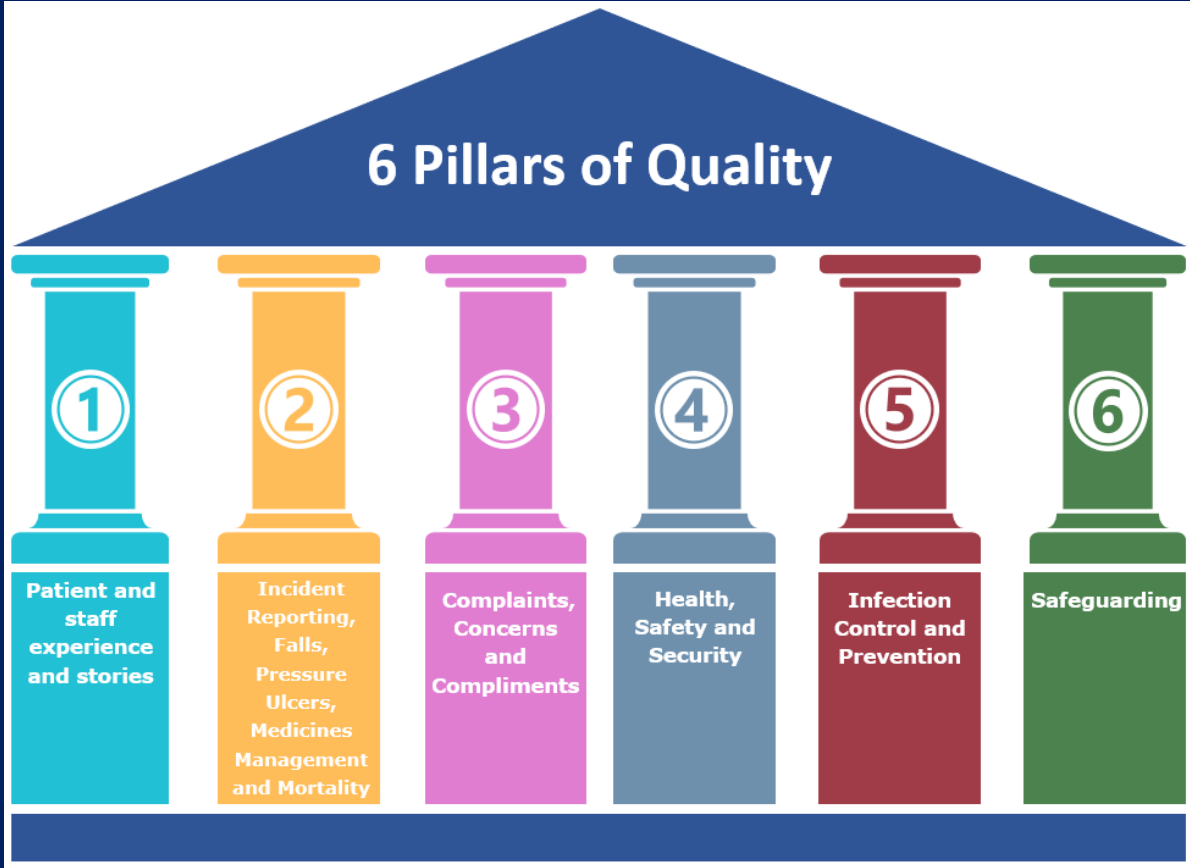 6 Pillars of Quality
1
2
3
4
5
6
Patient and
staff
experience
and stories
Incident
Reporting,
Falls,
Pressure
Ulcers,
Medicines
Management
and Mortality
Complaints,
Concerns
and
Compliments
Health,
Safety and
Security
Infection
Control and
Prevention
Safeguarding